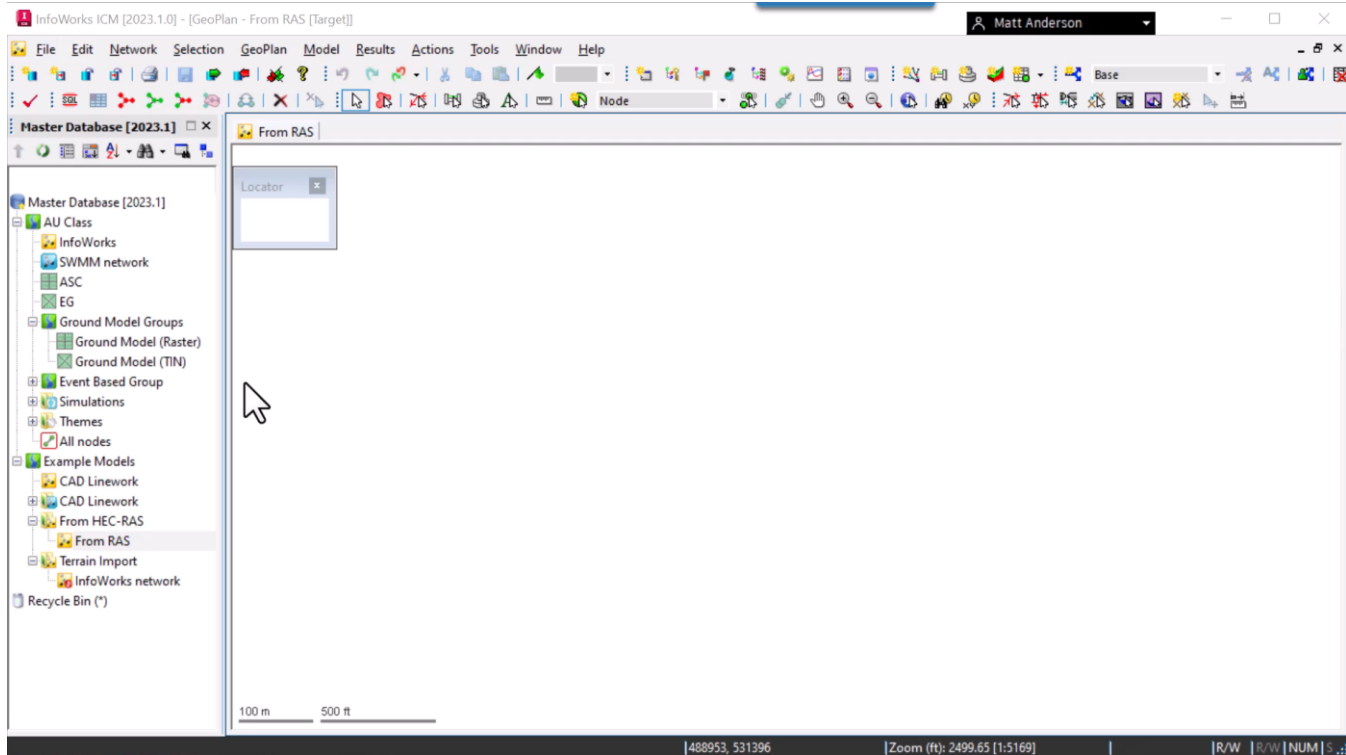 InfoWorks ICM [2023.1.0] - [GeoPlan - From RAS [Target]]
Matt Anderson
File Edit Network Selection GeoPlan Model Results Actions Tools Window Help
Base
SQL
Node
Master Database [2023.1]
From RAS
Locator
Master Database [2023.1]
AU Class
InfoWorks
SWMM network
ASC
EG
Ground Model Groups
Ground Model (Raster)
Ground Model (TIN)
Event Based Group
Simulations
Themes
All nodes
Example Models
CAD Linework
CAD Linework
From HEC-RAS
From RAS
Terrain Import
InfoWorks network
Recycle Bin (*)
100 m 500 ft
488953, 531396 Zoom (ft): 2499.65 [1:5169] R/W R/W NUM S